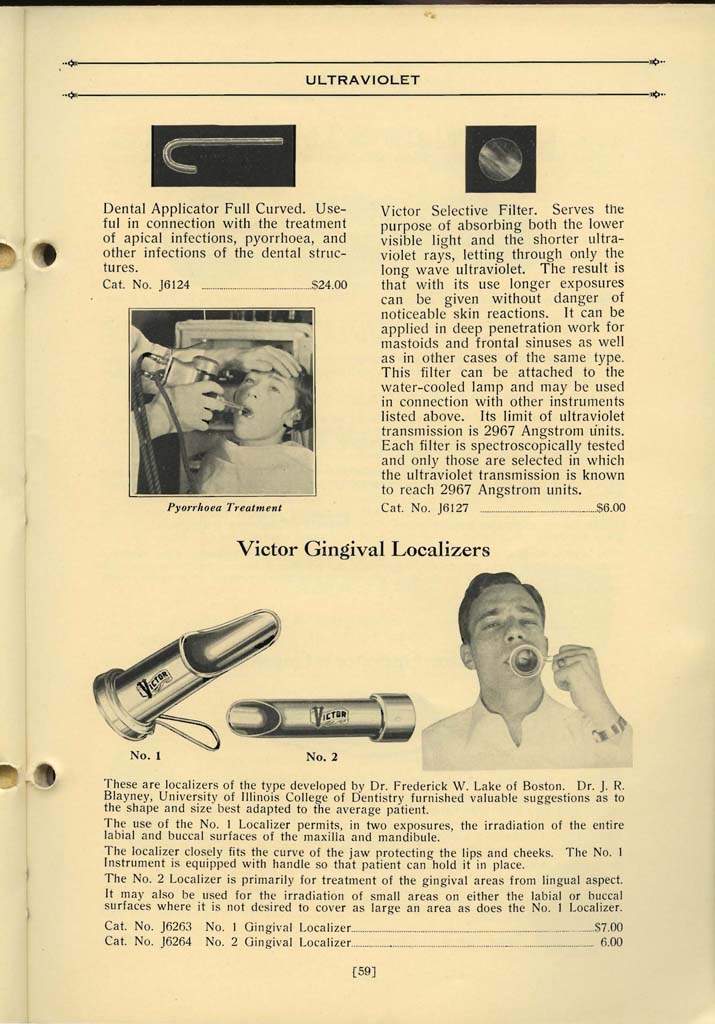 ULTRAVIOLET
Dental Applicator Full Curved. Use-
ful in connection with the treatment
of apical infections, pyorrhoea, and
other infections of the dental struc-
tures.
Cat. No. J6124 $24.00
Pyorrhoea Treatment
Victor Selective Filter. Serves the
purpose of absorbing both the lower
visible light and the shorter ultra-
violet rays, letting through only the
long wave ultraviolet. The result is
that with its use longer exposures
can be given without danger of
noticeable skin reactions. It can be
applied in deep penetration work for
mastoids and frontal sinuses as well
as in other cases of the same type.
This filter can be attached to the
water-cooled lamp and may be used
in connection with other instruments
listed above. Its limit of ultraviolet
transmission is 2967 Angstrom units.
Each filter is spectroscopically tested
and only those are selected in which
the ultraviolet transmission is known
to reach 2967 Angstrom units.
Cat. No. J6127 $6.00
Victor Gingival Localizers
VICTOR
VICTOR
No. 1
No. 2
These are localizers of the type developed by Dr. Frederick W. Lake of Boston. Dr. J. R.
Blayney, University of Illinois College of Dentistry furnished valuable suggestions as to
the shape and size best adapted to the average patient.
The use of the No. 1 Localizer permits, in two exposures, the irradiation of the entire
labial and buccal surfaces of the maxilla and mandibule.
The localizer closely fits the curve of the jaw protecting the lips and cheeks. The No. 1
Instrument is equipped with handle so that patient can hold it in place.
The No. 2 Localizer is primarily for treatment of the gingival areas from lingual aspect.
It may also be used for the irradiation of small areas on either the labial or buccal
surfaces where it is not desired to cover as large an area as does the No. 1 Localizer.
Cat. No. J6263 No. 1 Gingival Localizer $7.00
Cat. No. J6264 No. 2 Gingival Localizer 6.00
[59]